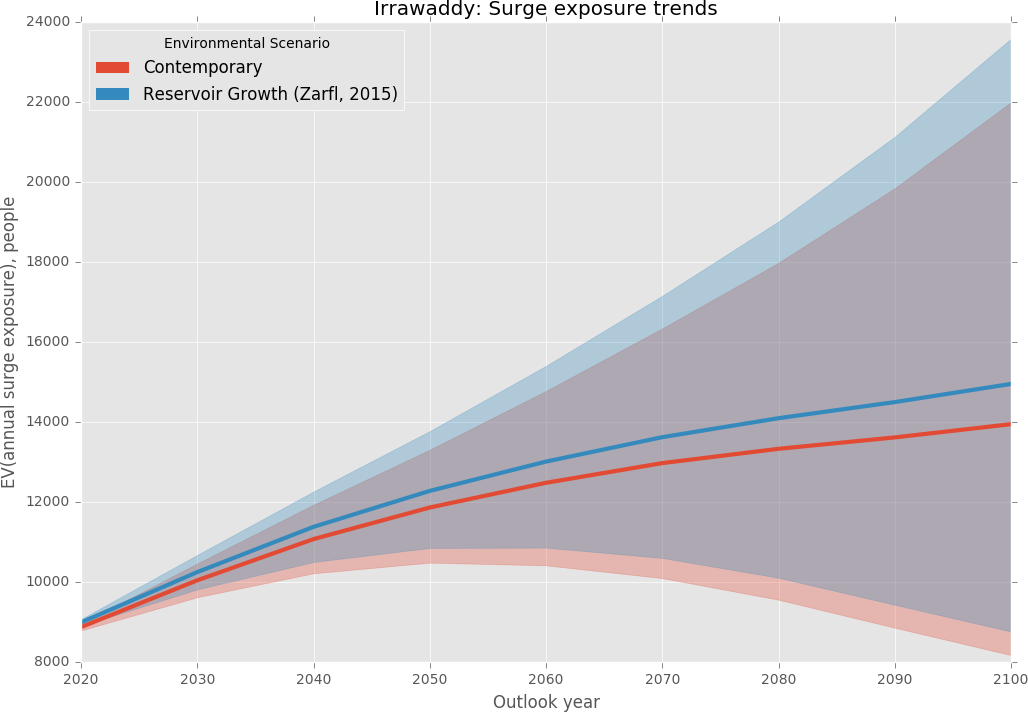 Irrawaddy: Surge exposure trends
Environmental Scenario
Contemporary
Reservoir Growth (Zarfl, 2015)
EV(annual surge exposure), people
24000
22000
20000
18000
16000
14000
12000
10000
8000
2020 2030 2040 2050 2060 2070 2080 2090 2100
Outlook year